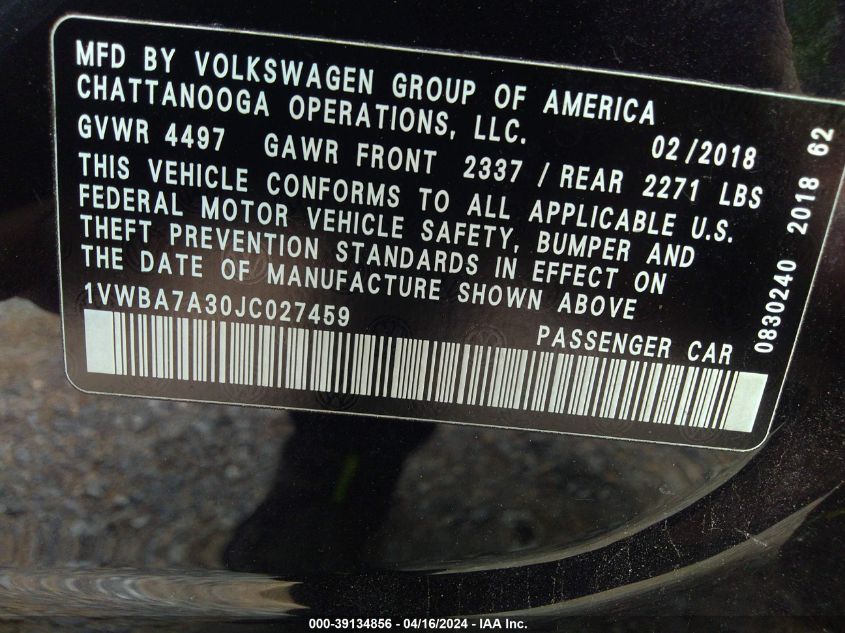 MFD BY VOLKSWAGEN GROUP OF AMERICA
CHATTANOOGA OPERATIONS, LLC.
02/2018
GVWR 4497 GAWR FRONT 2337 / REAR 2271 LBS
THIS VEHICLE CONFORMS TO ALL APPLICABLE U.S.
FEDERAL MOTOR VEHICLE SAFETY, BUMPER AND
THEFT PREVENTION STANDARDS IN EFFECT ON
THE DATE OF MANUFACTURE SHOWN ABOVE
1VWBA7A30JC027459
PASSENGER CAR
0830240 2018 62
000-39134856 - 04/16/2024 - IAA Inc.